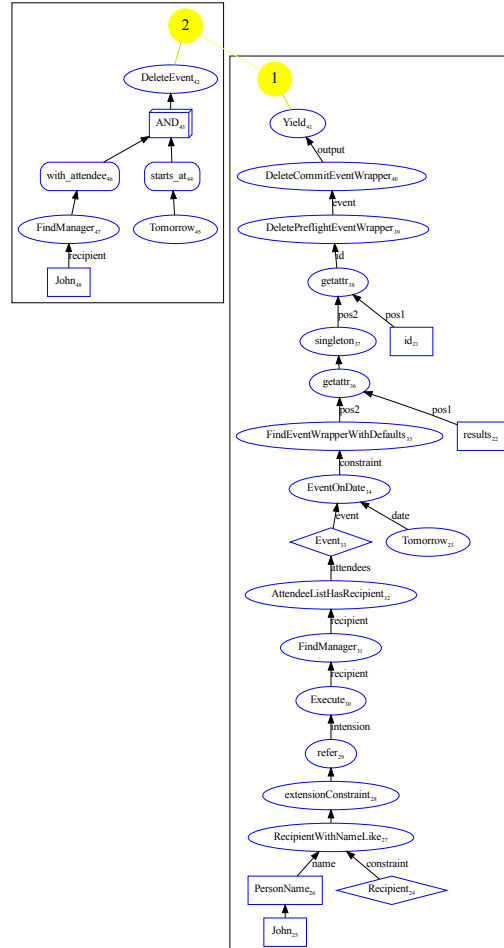 2
1
DeleteEvent42
AND43
with_attendee46
starts_at44
FindManager47
Tomorrow45
recipient
John48
Yield41
output
DeleteCommitEventWrapper40
event
DeletePreflightEventWrapper39
id
getattr38
pos2
pos1
singleton37
id21
getattr36
pos2
pos1
FindEventWrapperWithDefaults35
results22
constraint
EventOnDate34
event
date
Event33
Tomorrow23
attendees
AttendeeListHasRecipient32
recipient
FindManager31
recipient
Execute30
intension
refer29
extensionConstraint28
RecipientWithNameLike27
name
constraint
PersonName26
Recipient24
John25